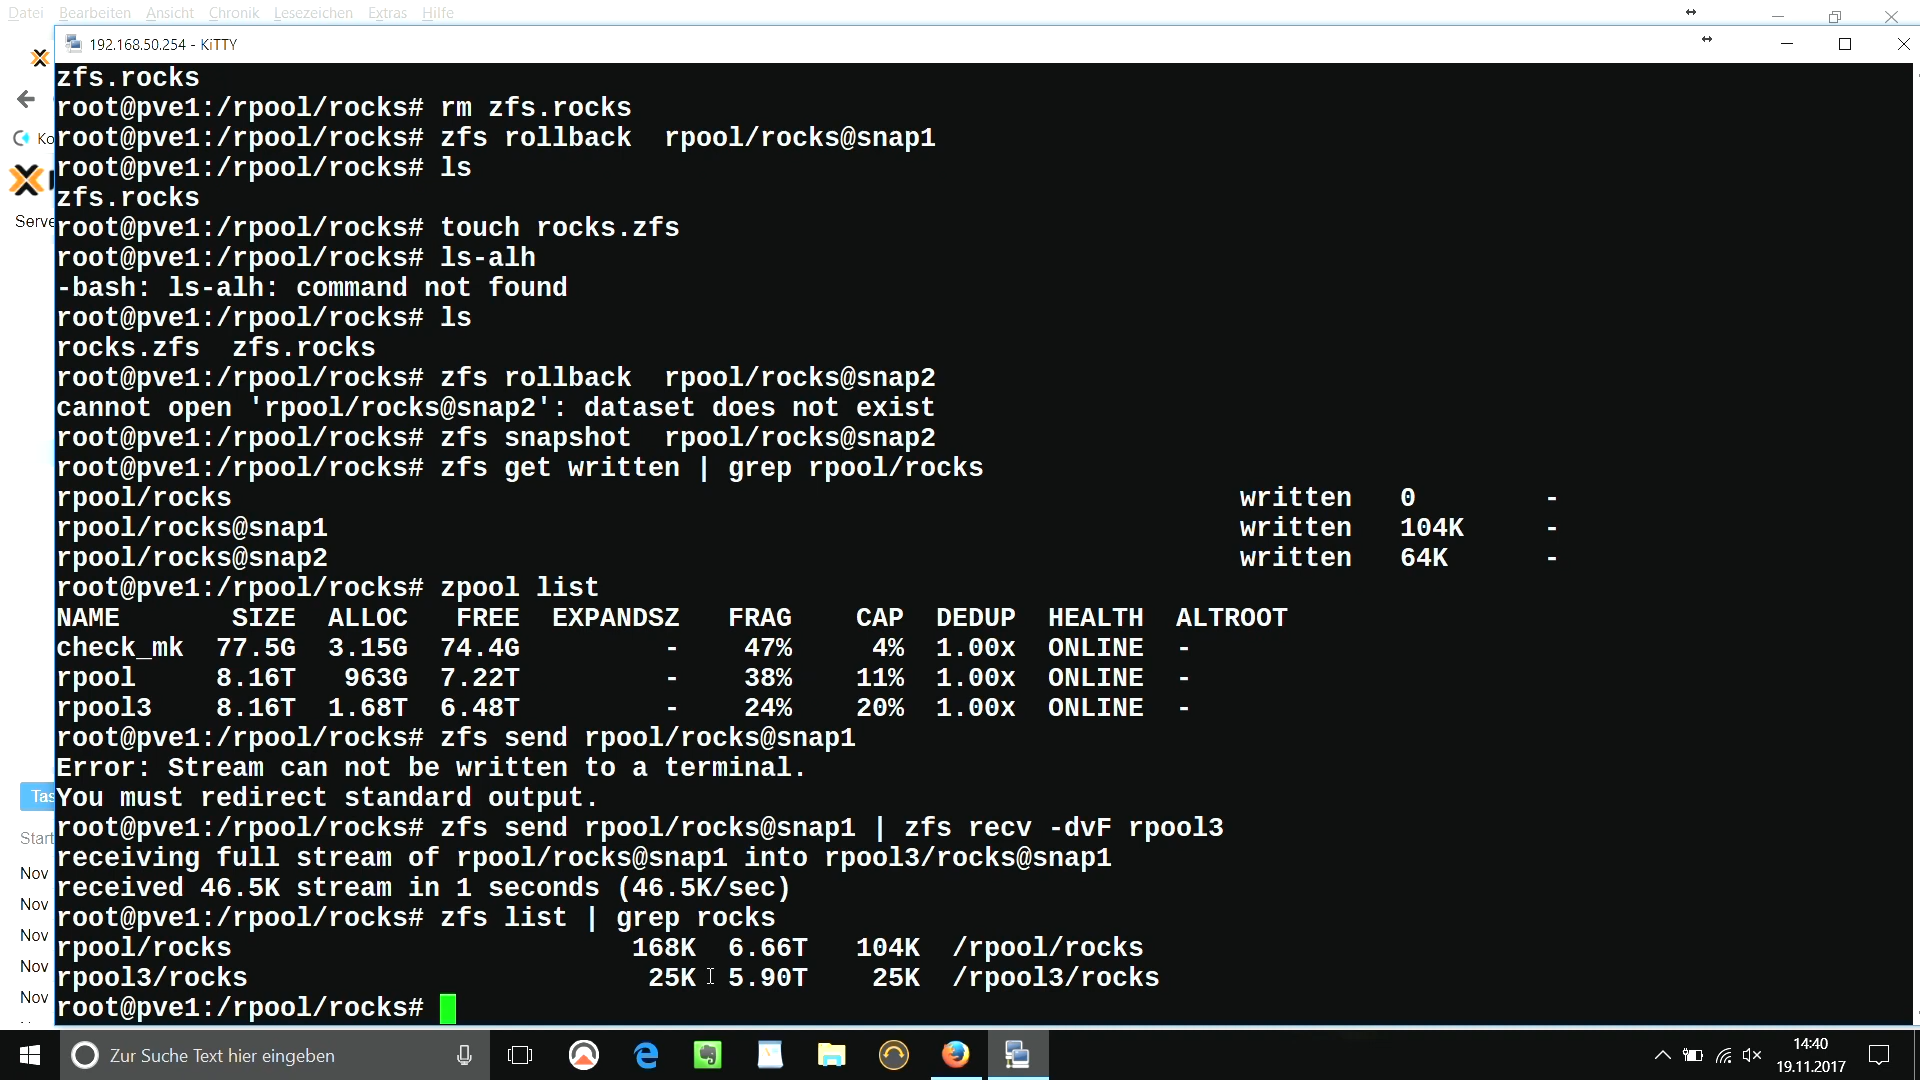 Datei Bearbeiten Ansicht Chronik Lesezeichen Extras Hilfe
192.168.50.254 - KiTTY
zfs.rocks
root@pve1:/rpool/rocks# rm zfs.rocks
root@pve1:/rpool/rocks# zfs rollback  rpool/rocks@snap1
root@pve1:/rpool/rocks# ls
zfs.rocks
root@pve1:/rpool/rocks# touch rocks.zfs
root@pve1:/rpool/rocks# ls-alh
-bash: ls-alh: command not found
root@pve1:/rpool/rocks# ls
rocks.zfs  zfs.rocks
root@pve1:/rpool/rocks# zfs rollback  rpool/rocks@snap2
cannot open 'rpool/rocks@snap2': dataset does not exist
root@pve1:/rpool/rocks# zfs snapshot  rpool/rocks@snap2
root@pve1:/rpool/rocks# zfs get written | grep rpool/rocks
rpool/rocks written 0 -
rpool/rocks@snap1 written 104K -
rpool/rocks@snap2 written 64K -
root@pve1:/rpool/rocks# zpool list
NAME SIZE ALLOC FREE EXPANDSZ FRAG CAP DEDUP HEALTH ALTROOT
check_mk 77.5G 3.15G 74.4G - 47% 4% 1.00x ONLINE -
rpool 8.16T 963G 7.22T - 38% 11% 1.00x ONLINE -
rpool3 8.16T 1.68T 6.48T - 24% 20% 1.00x ONLINE -
root@pve1:/rpool/rocks# zfs send rpool/rocks@snap1
Error: Stream can not be written to a terminal.
You must redirect standard output.
root@pve1:/rpool/rocks# zfs send rpool/rocks@snap1 | zfs recv -dvF rpool3
receiving full stream of rpool/rocks@snap1 into rpool3/rocks@snap1
received 46.5K stream in 1 seconds (46.5K/sec)
root@pve1:/rpool/rocks# zfs list | grep rocks
rpool/rocks 168K 6.66T 104K /rpool/rocks
rpool3/rocks 25K 5.90T 25K /rpool3/rocks
root@pve1:/rpool/rocks#
Ko
Serve
Tas
Start
Nov
Nov
Nov
Nov
Nov
Zur Suche Text hier eingeben
14:40
19.11.2017